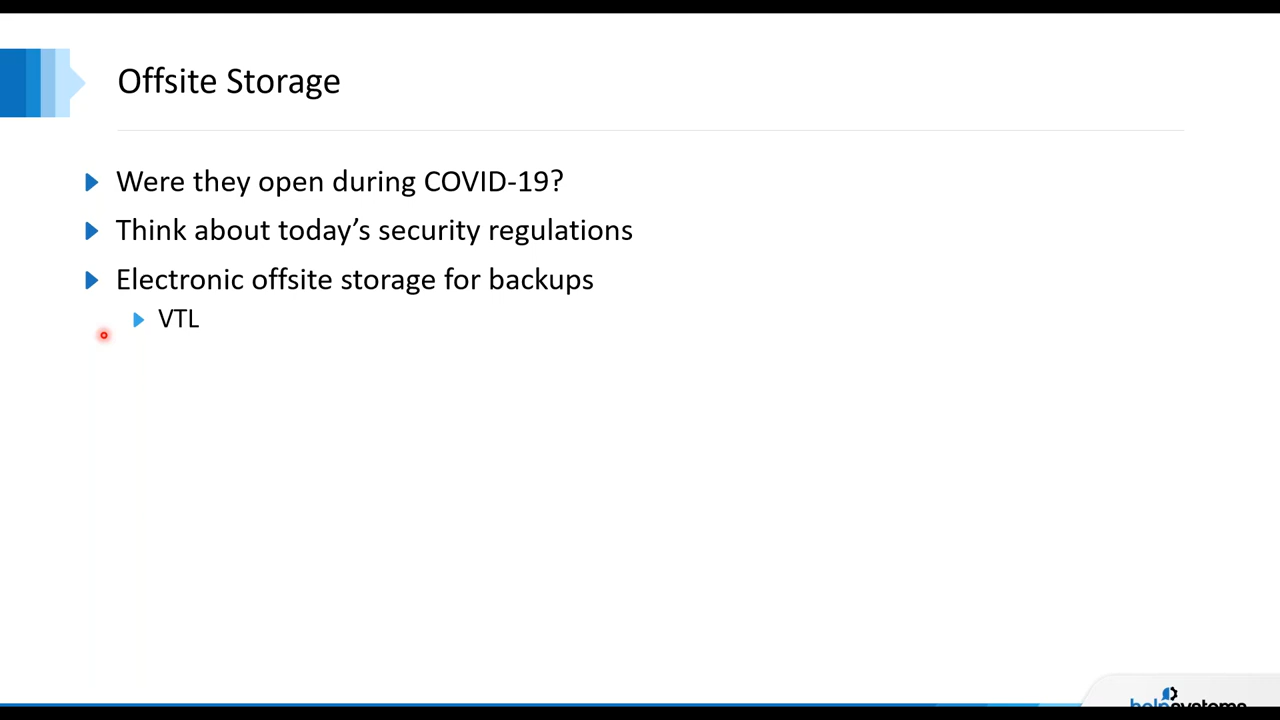 Offsite Storage
Were they open during COVID-19?
Think about today’s security regulations
Electronic offsite storage for backups
VTL
helpsystems